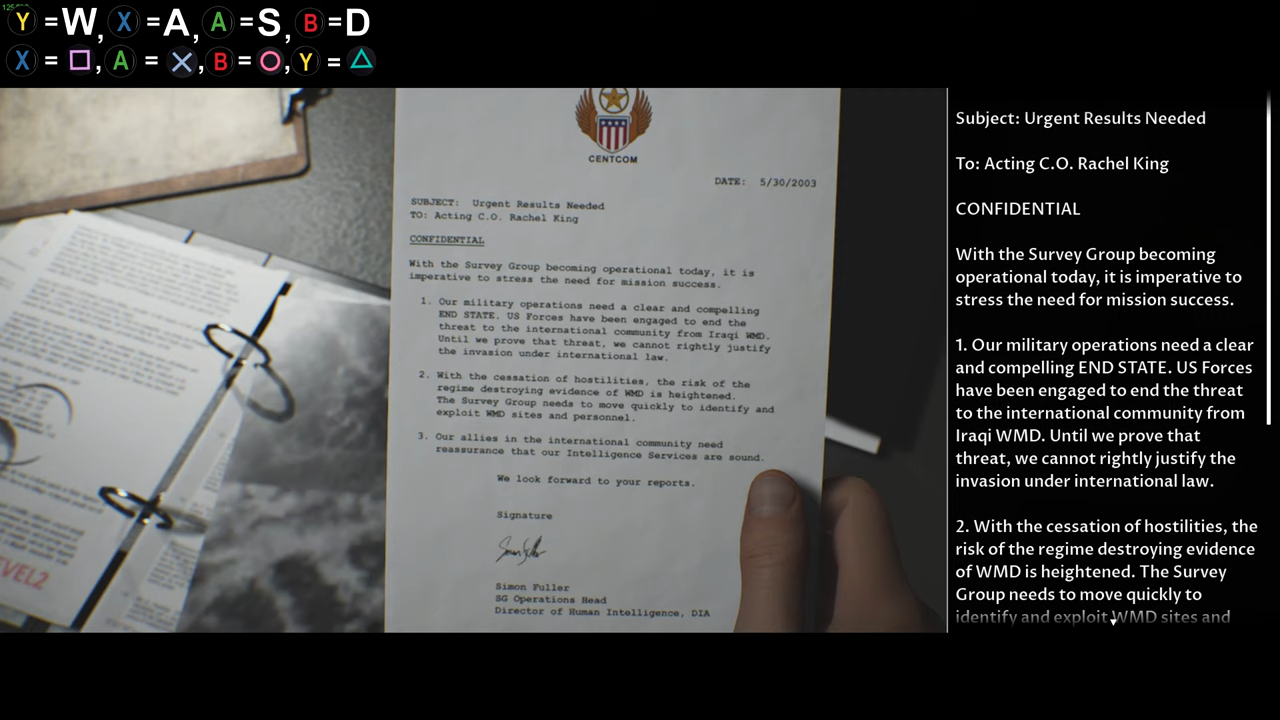 Y = W, X = A, A = S, B = D
X = □, A = ✕, B = ○, Y = △
CENTCOM
DATE: 5/30/2003
SUBJECT: Urgent Results Needed
TO: Acting C.O. Rachel King
CONFIDENTIAL
With the Survey Group becoming operational today, it is
imperative to stress the need for mission success.
1. Our military operations need a clear and compelling
END STATE. US Forces have been engaged to end the
threat to the international community from Iraqi WMD.
Until we prove that threat, we cannot rightly justify
the invasion under international law.
2. With the cessation of hostilities, the risk of the
regime destroying evidence of WMD is heightened.
The Survey Group needs to move quickly to identify and
exploit WMD sites and personnel.
3. Our allies in the international community need
reassurance that our Intelligence Services are sound.
We look forward to your reports.
Signature
Simon Fuller
SG Operations Head
Director of Human Intelligence, DIA
EVEL2
Subject: Urgent Results Needed
To: Acting C.O. Rachel King
CONFIDENTIAL
With the Survey Group becoming
operational today, it is imperative to
stress the need for mission success.
1. Our military operations need a clear
and compelling END STATE. US Forces
have been engaged to end the threat
to the international community from
Iraqi WMD. Until we prove that
threat, we cannot rightly justify the
invasion under international law.
2. With the cessation of hostilities, the
risk of the regime destroying evidence
of WMD is heightened. The Survey
Group needs to move quickly to
identify and exploit WMD sites and